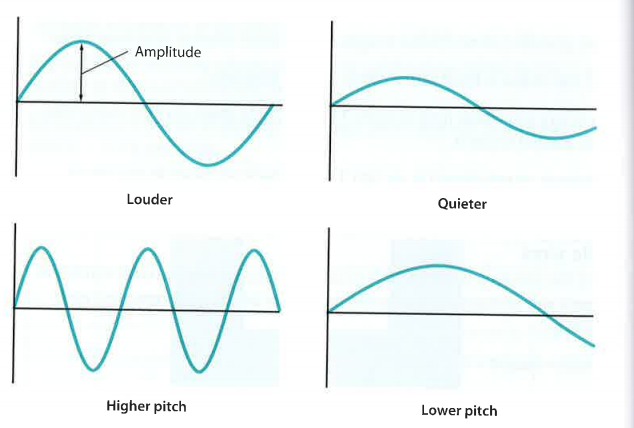 Amplitude
Louder
Quieter
Higher pitch
Lower pitch